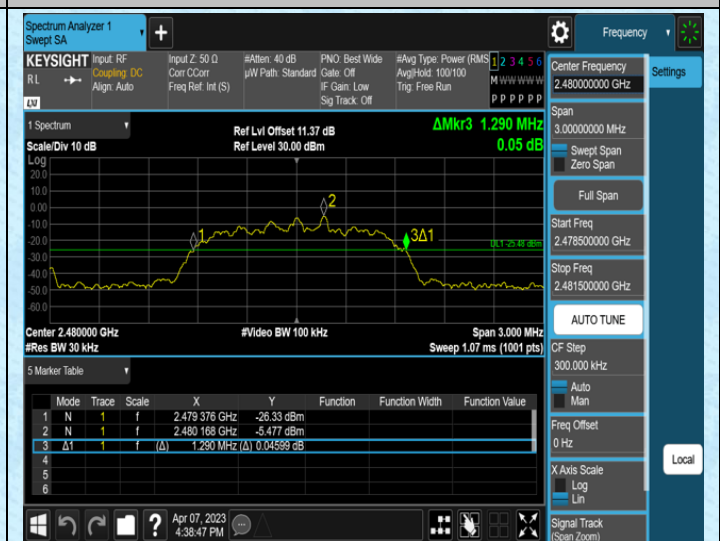 Spectrum Analyzer 1
Swept SA
+
Frequency
KEYSIGHT
RL
LXI
Input: RF
Coupling: DC
Align: Auto
Input Z: 50 Ω
Corr CCorr
Freq Ref: Int (S)
#Atten: 40 dB
µW Path: Standard
PNO: Best Wide
Gate: Off
IF Gain: Low
Sig Track: Off
#Avg Type: Power (RMS
Avg|Hold: 100/100
Trig: Free Run
1 2 3 4 5 6
M W W W W W
P P P P P P
1 Spectrum
Scale/Div 10 dB
Ref Lvl Offset 11.37 dB
Ref Level 30.00 dBm
ΔMkr3 1.290 MHz
0.05 dB
Log
20.0
10.0
0.00
-10.0
-20.0
-30.0
-40.0
-50.0
-60.0
1
2
3Δ1
DL1 -25.48 dBm
Center 2.480000 GHz
#Res BW 30 kHz
#Video BW 100 kHz
Span 3.000 MHz
Sweep 1.07 ms (1001 pts)
5 Marker Table
Mode Trace Scale X Y Function Function Width Function Value
1 N 1 f 2.479 376 GHz -26.33 dBm
2 N 1 f 2.480 168 GHz -5.477 dBm
3 Δ1 1 f (Δ) 1.290 MHz (Δ) 0.04599 dB
4
5
6
?
Apr 07, 2023
4:38:47 PM
Center Frequency
2.480000000 GHz
Settings
Span
3.00000000 MHz
Swept Span
Zero Span
Full Span
Start Freq
2.478500000 GHz
Stop Freq
2.481500000 GHz
AUTO TUNE
CF Step
300.000 kHz
Auto
Man
Freq Offset
0 Hz
Local
X Axis Scale
Log
Lin
Signal Track
(Span Zoom)